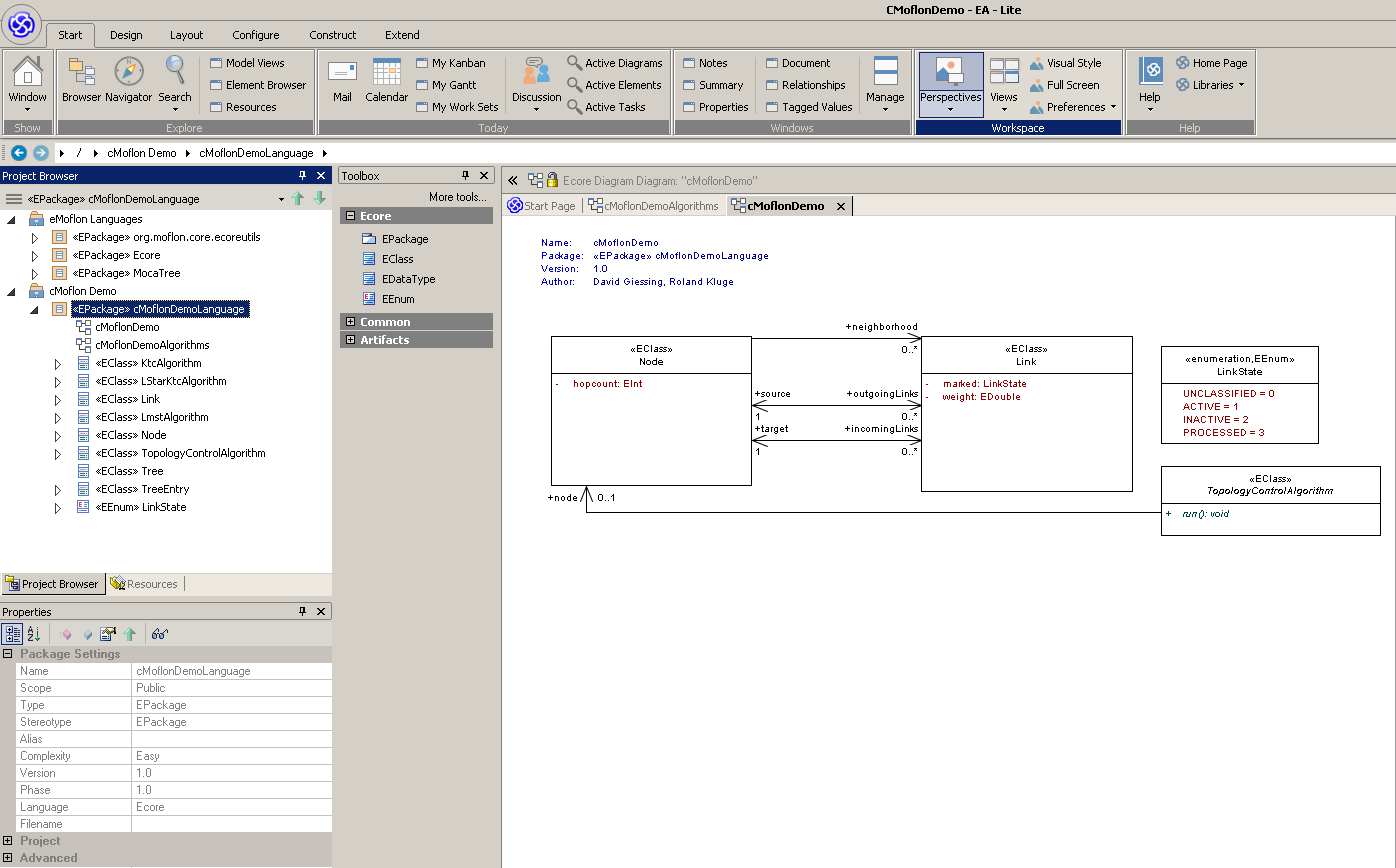 CMoflonDemo - EA - Lite
Start Design Layout Configure Construct Extend
Window
Show
Browser Navigator Search
Model Views
Element Browser
Resources
Explore
Mail Calendar
My Kanban
My Gantt
My Work Sets
Discussion
Active Diagrams
Active Elements
Active Tasks
Today
Notes
Summary
Properties
Document
Relationships
Tagged Values
Manage
Windows
Perspectives Views
Visual Style
Full Screen
Preferences
Workspace
Help
Home Page
Libraries
Help
/ cMoflon Demo cMoflonDemoLanguage
Project Browser
«EPackage» cMoflonDemoLanguage
eMoflon Languages
«EPackage» org.moflon.core.ecoreutils
«EPackage» Ecore
«EPackage» MocaTree
cMoflon Demo
«EPackage» cMoflonDemoLanguage
cMoflonDemo
cMoflonDemoAlgorithms
«EClass» KtcAlgorithm
«EClass» LStarKtcAlgorithm
«EClass» Link
«EClass» LmstAlgorithm
«EClass» Node
«EClass» TopologyControlAlgorithm
«EClass» Tree
«EClass» TreeEntry
«EEnum» LinkState
Project Browser Resources
Properties
Package Settings
Name cMoflonDemoLanguage
Scope Public
Type EPackage
Stereotype EPackage
Alias
Complexity Easy
Version 1.0
Phase 1.0
Language Ecore
Filename
Project
Advanced
Toolbox
More tools...
Ecore
EPackage
EClass
EDataType
EEnum
Common
Artifacts
Ecore Diagram Diagram: "cMoflonDemo"
Start Page cMoflonDemoAlgorithms cMoflonDemo
Name: cMoflonDemo
Package: «EPackage» cMoflonDemoLanguage
Version: 1.0
Author: David Giessing, Roland Kluge
«EClass»
Node
- hopcount: EInt
+neighborhood
0..*
+source +outgoingLinks
1 0..*
+target +incomingLinks
1 0..*
«EClass»
Link
- marked: LinkState
- weight: EDouble
«enumeration,EEnum»
LinkState
UNCLASSIFIED = 0
ACTIVE = 1
INACTIVE = 2
PROCESSED = 3
«EClass»
TopologyControlAlgorithm
+ run(): void
+node 0..1